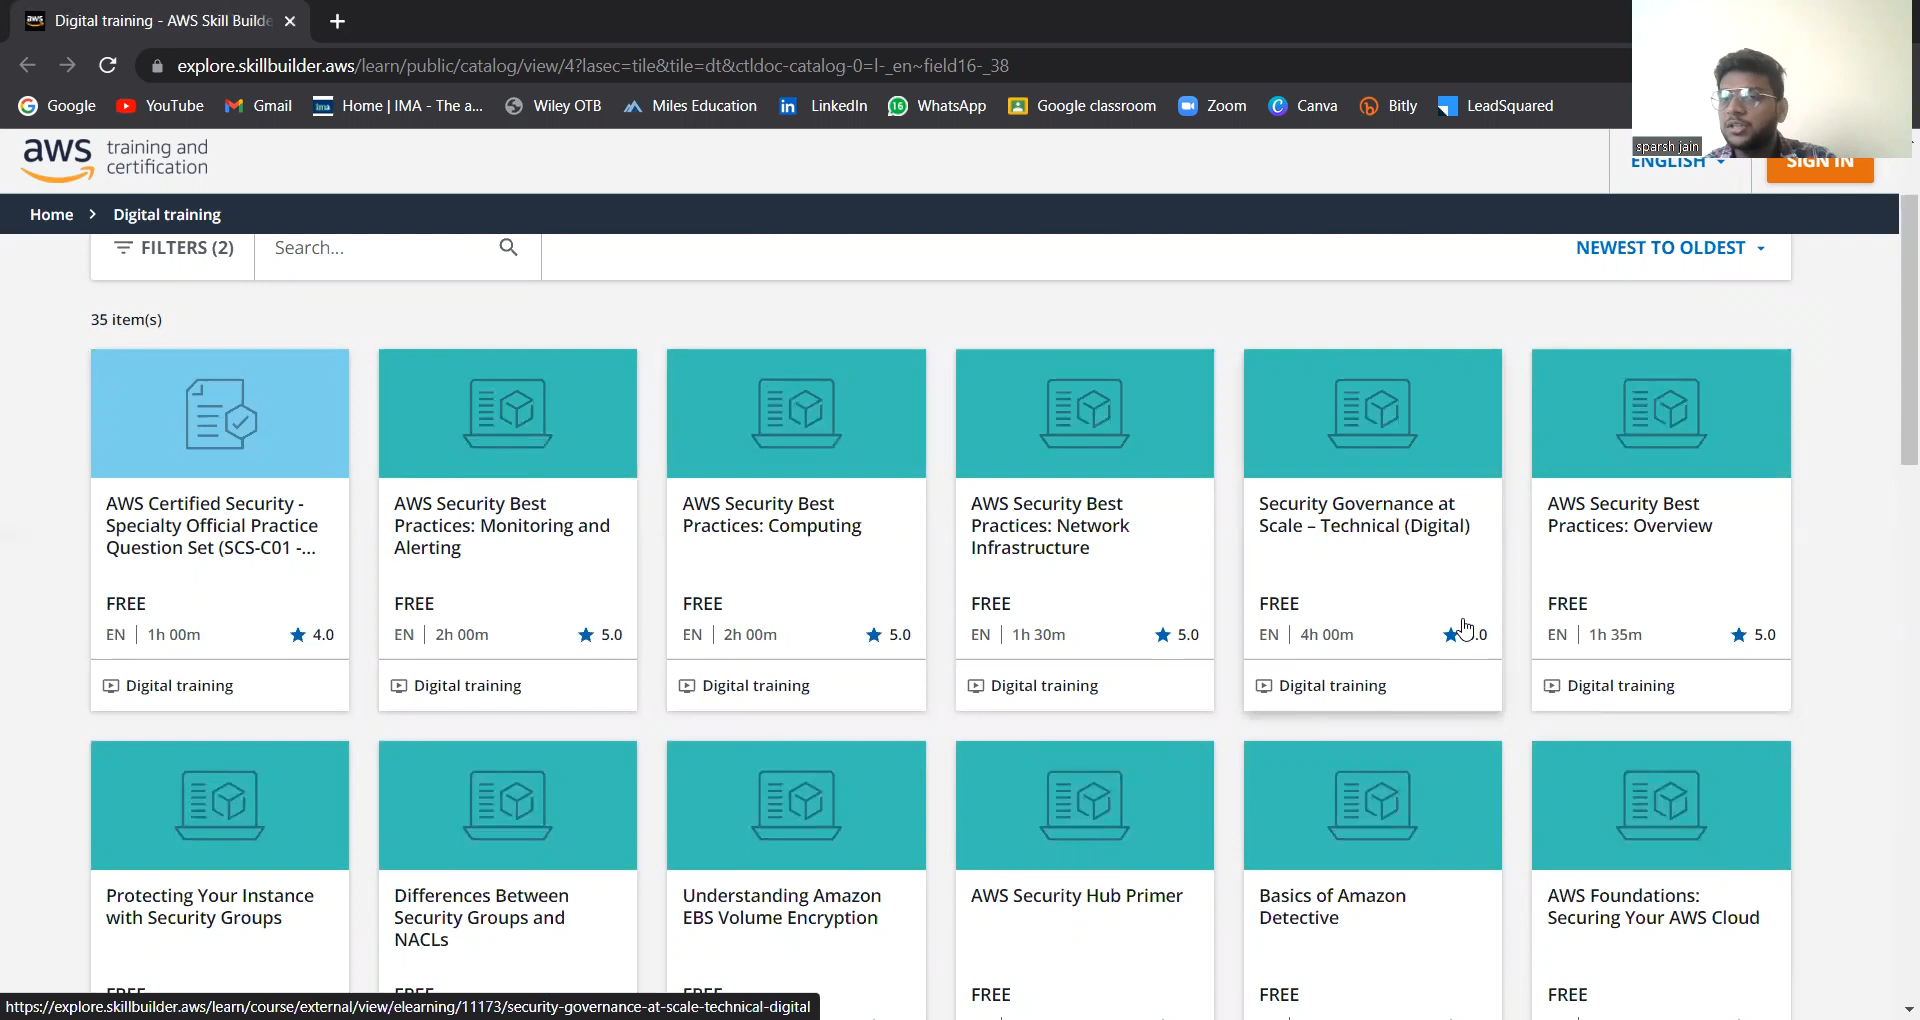 Digital training - AWS Skill Builde
explore.skillbuilder.aws/learn/public/catalog/view/4?lasec=tile&tile=dt&ctldoc-catalog-0=l-_en~field16-_38
Google YouTube Gmail Home | IMA - The a... Wiley OTB Miles Education LinkedIn WhatsApp Google classroom Zoom Canva Bitly LeadSquared
sparsh jain
aws training and
certification
ENGLISH SIGN IN
Home > Digital training
FILTERS (2) Search... NEWEST TO OLDEST
35 item(s)
AWS Certified Security -
Specialty Official Practice
Question Set (SCS-C01 -...
FREE
EN 1h 00m 4.0
Digital training
AWS Security Best
Practices: Monitoring and
Alerting
FREE
EN 2h 00m 5.0
Digital training
AWS Security Best
Practices: Computing
FREE
EN 2h 00m 5.0
Digital training
AWS Security Best
Practices: Network
Infrastructure
FREE
EN 1h 30m 5.0
Digital training
Security Governance at
Scale – Technical (Digital)
FREE
EN 4h 00m
Digital training
AWS Security Best
Practices: Overview
FREE
EN 1h 35m 5.0
Digital training
Protecting Your Instance
with Security Groups
FREE
Differences Between
Security Groups and
NACLs
FREE
Understanding Amazon
EBS Volume Encryption
FREE
AWS Security Hub Primer
FREE
Basics of Amazon
Detective
FREE
AWS Foundations:
Securing Your AWS Cloud
FREE
https://explore.skillbuilder.aws/learn/course/external/view/elearning/11173/security-governance-at-scale-technical-digital